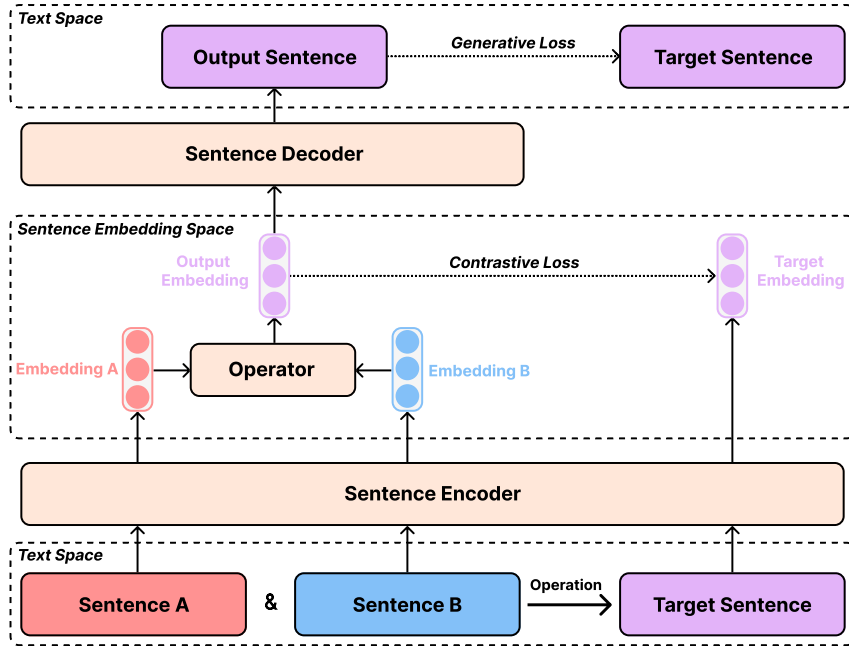 Text Space
Output Sentence
Generative Loss
Target Sentence
Sentence Decoder
Sentence Embedding Space
Output
Embedding
Contrastive Loss
Target
Embedding
Embedding A
Operator
Embedding B
Sentence Encoder
Text Space
Sentence A
&
Sentence B
Operation
Target Sentence